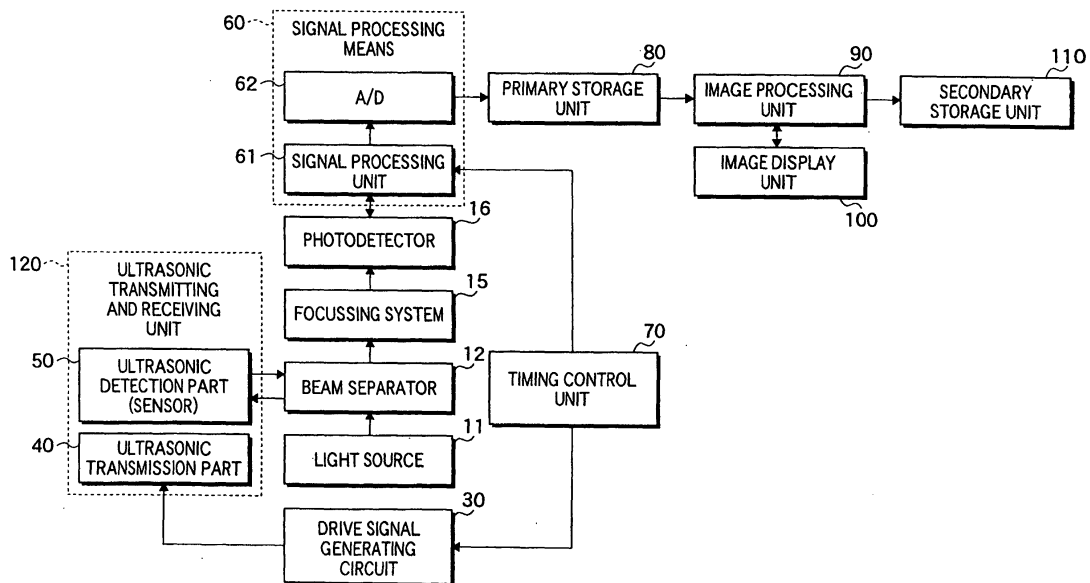 60
SIGNAL PROCESSING
MEANS
62
A/D
80
PRIMARY STORAGE
UNIT
90
IMAGE PROCESSING
UNIT
110
SECONDARY
STORAGE UNIT
61
SIGNAL PROCESSING
UNIT
IMAGE DISPLAY
UNIT
100
16
PHOTODETECTOR
120
ULTRASONIC
TRANSMITTING
AND RECEIVING
UNIT
15
FOCUSSING SYSTEM
50
ULTRASONIC
DETECTION PART
(SENSOR)
12
BEAM SEPARATOR
70
TIMING CONTROL
UNIT
40
ULTRASONIC
TRANSMISSION PART
11
LIGHT SOURCE
30
DRIVE SIGNAL
GENERATING
CIRCUIT